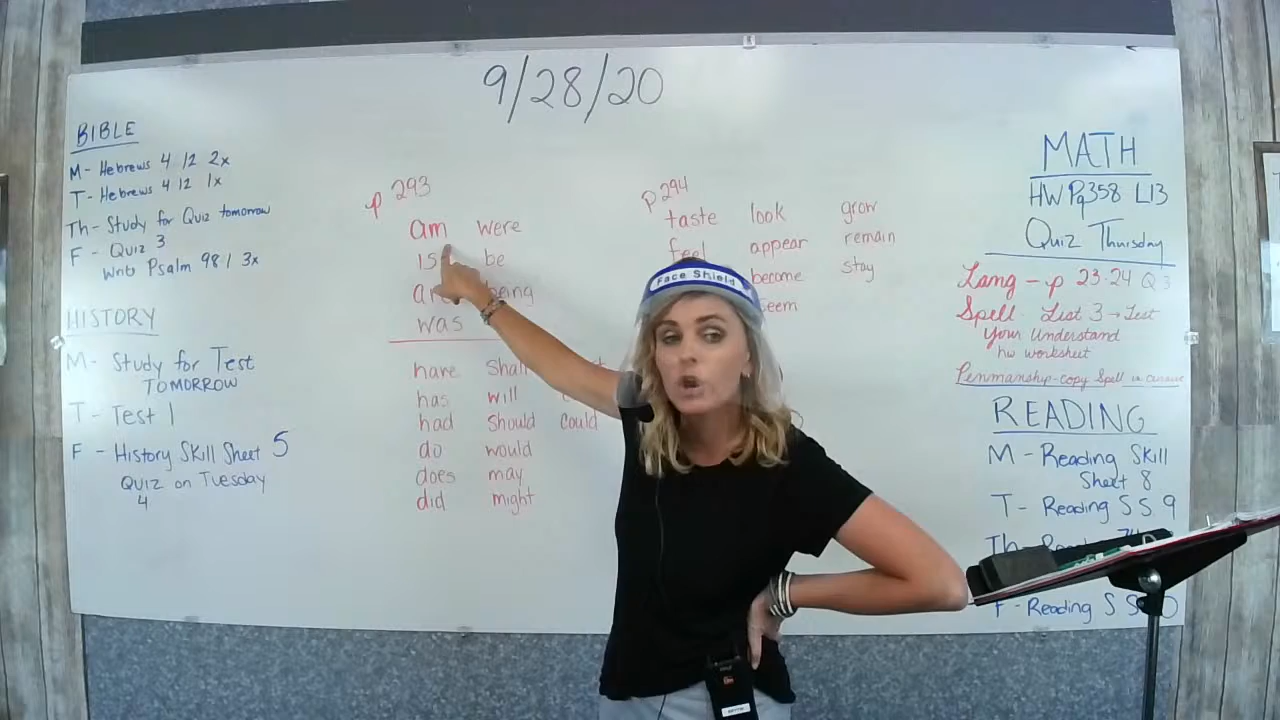 9/28/20
BIBLE
M- Hebrews 4 12 2x
T- Hebrews 4 12 1x
Th- Study for Quiz tomorrow
F - Quiz 3
Write Psalm 98 1 3x
HISTORY
M- Study for Test
TOMORROW
T - Test 1
F - History Skill Sheet 5
QUIZ on Tuesday
4
p 293
am were
is be
are being
was
have shall
has will
had should could
do would
does may
did might
p 294
taste look grow
feel appear remain
become stay
seem
Face Shield
MATH
HW Pg358 L13
Quiz Thursday
Lang - p 23-24 Q3
Spell List 3 → Test
Your Understand
hw worksheet
Penmanship-copy Spell in cursive
READING
M - Reading Skill
Sheet 8
T - Reading S S 9
Th
F - Reading S S